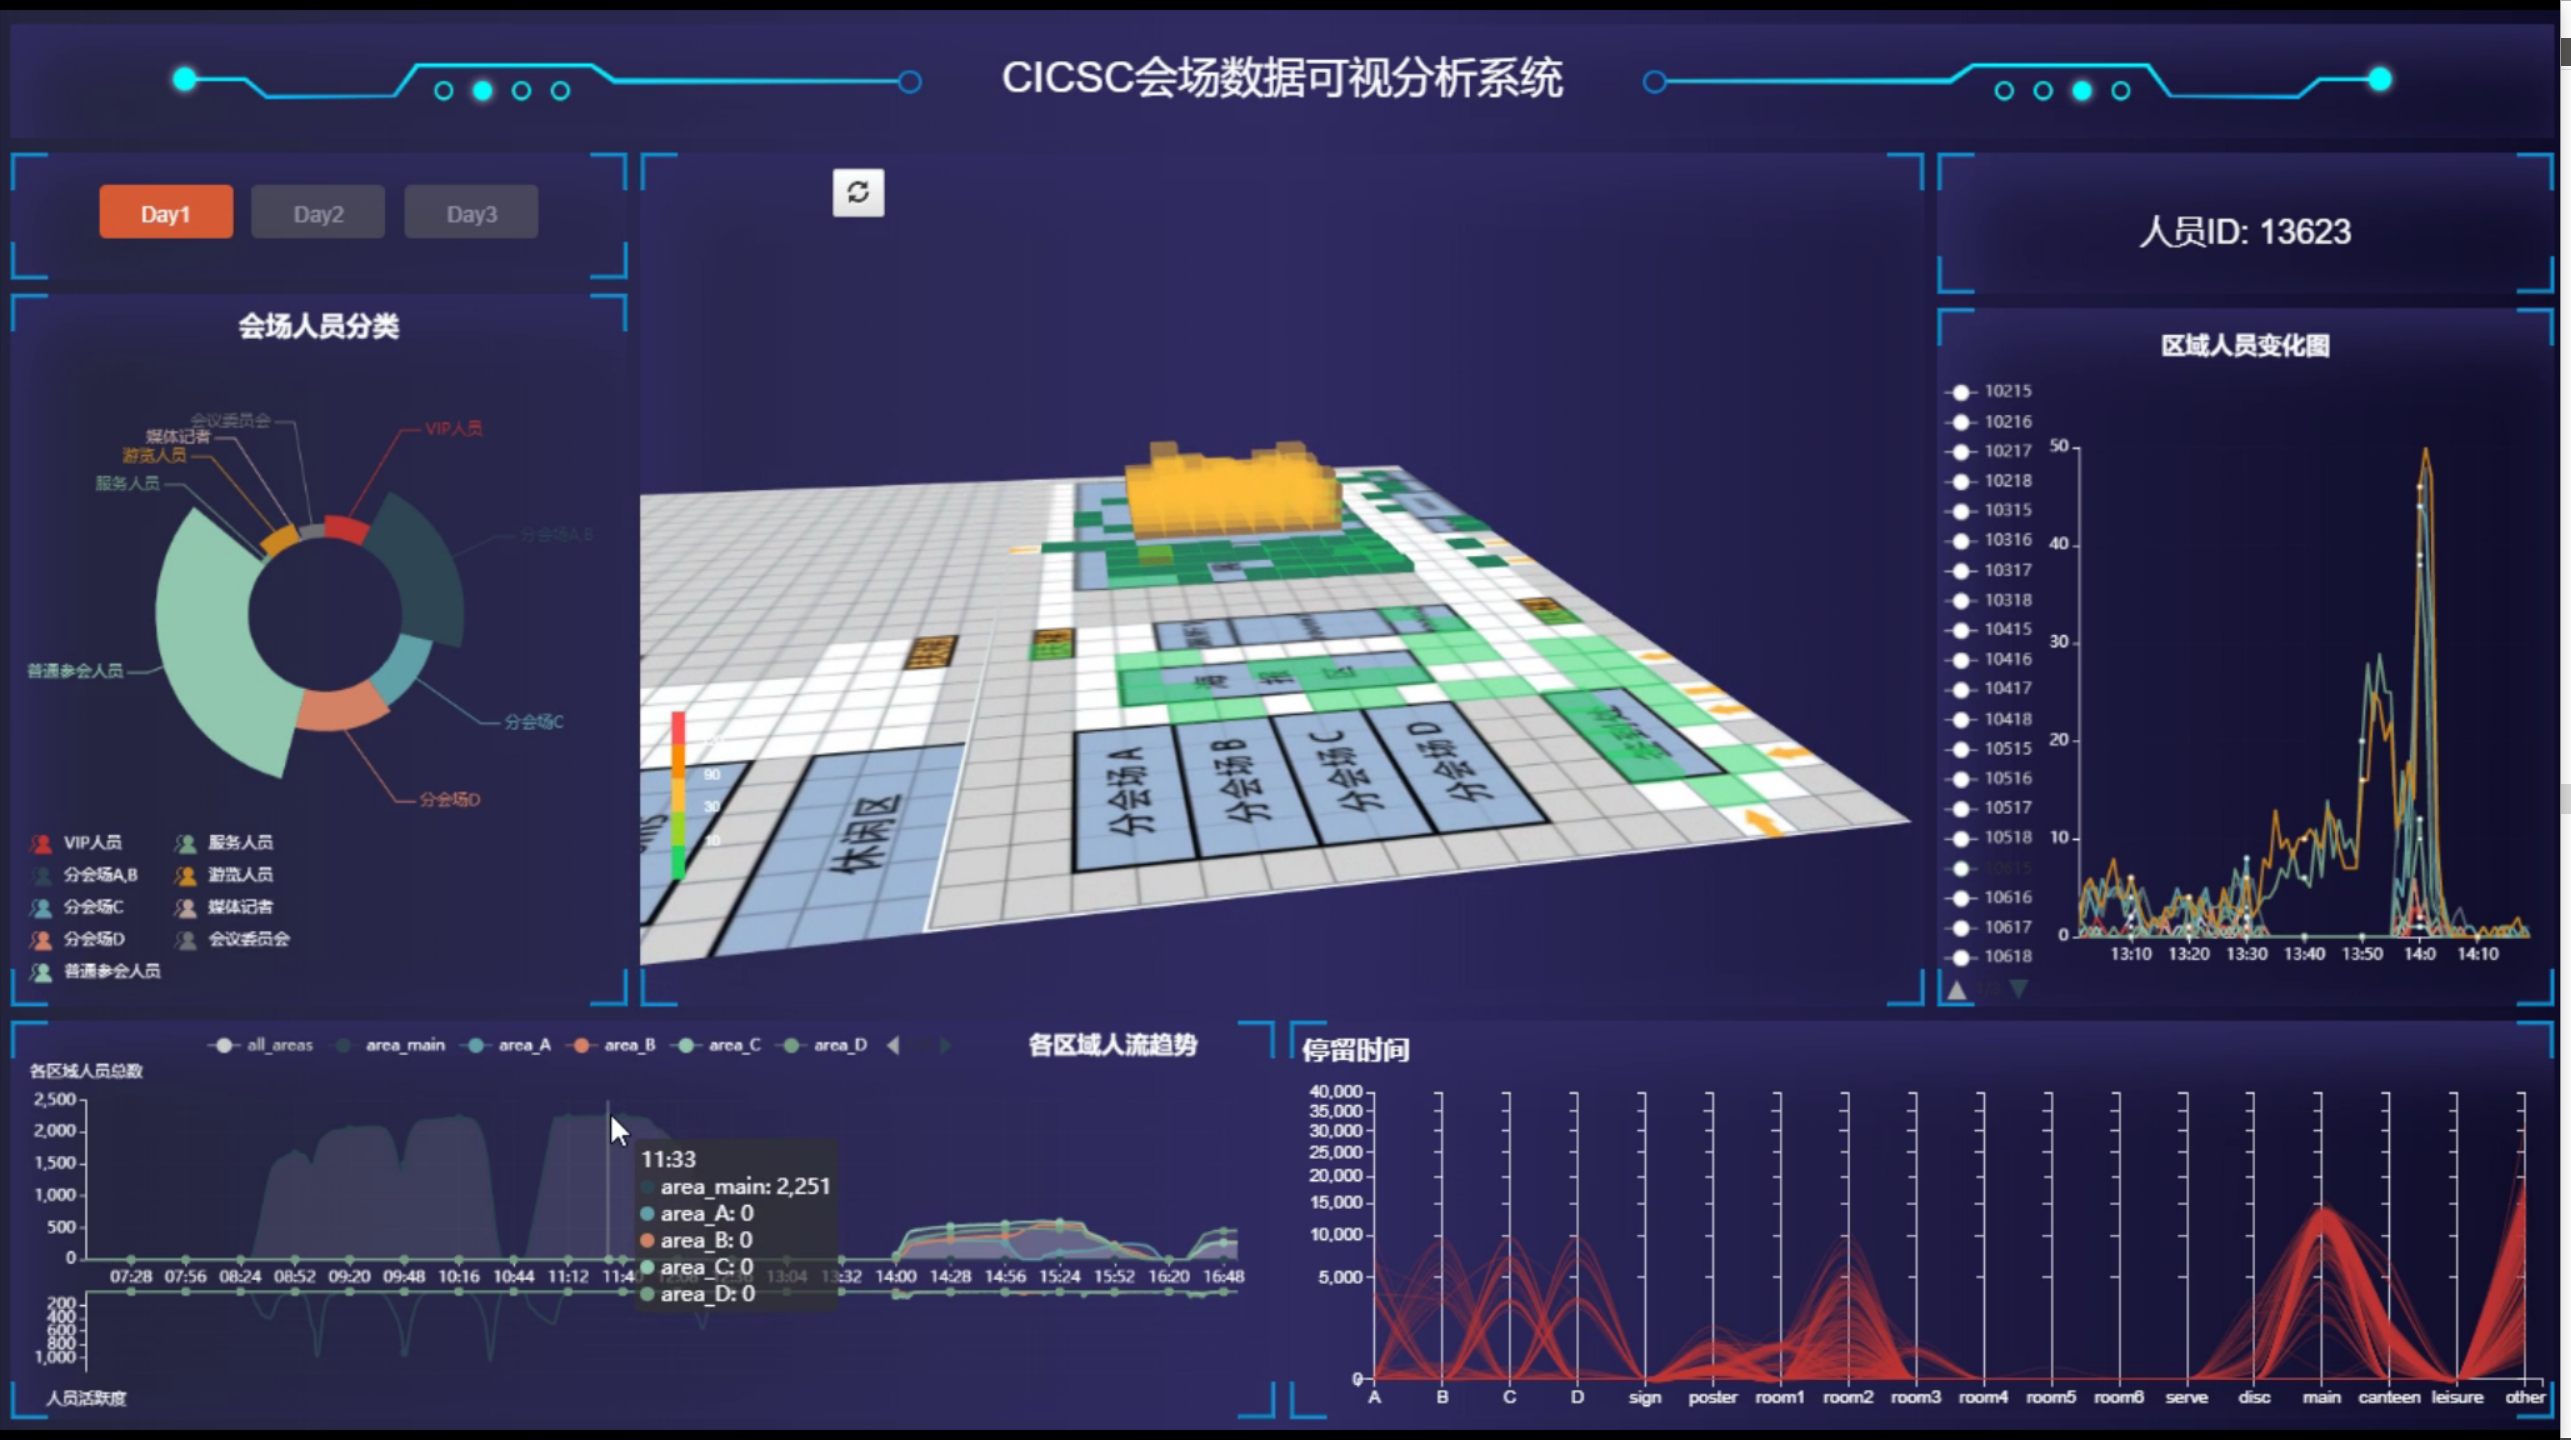 CICSC会场数据可视分析系统
Day1 Day2 Day3
人员ID: 13623
会场人员分类
会议委员会
VIP人员
媒体记者
游览人员
服务人员
分会场A,B
普通参会人员
分会场C
分会场D
VIP人员 服务人员
分会场A,B 游览人员
分会场C 媒体记者
分会场D 会议委员会
普通参会人员
海报区
分会场A
分会场B
分会场C
分会场D
签到处
休闲区
90
30
10
区域人员变化图
10215
10216
10217
10218
10315
10316
10317
10318
10415
10416
10417
10418
10515
10516
10517
10518
10615
10616
10617
10618
50
40
30
20
10
0
13:10 13:20 13:30 13:40 13:50 14:0 14:10
all_areas area_main area_A area_B area_C area_D
各区域人流趋势
各区域人员总数
2,500
2,000
1,500
1,000
500
0
07:28 07:56 08:24 08:52 09:20 09:48 10:16 10:44 11:12 11:40 12:08 12:36 13:04 13:32 14:00 14:28 14:56 15:24 15:52 16:20 16:48
11:33
area_main: 2,251
area_A: 0
area_B: 0
area_C: 0
area_D: 0
200
400
600
800
1,000
人员活跃度
停留时间
40,000
35,000
30,000
25,000
20,000
15,000
10,000
5,000
0
A B C D sign poster room1 room2 room3 room4 room5 room6 serve disc main canteen leisure other